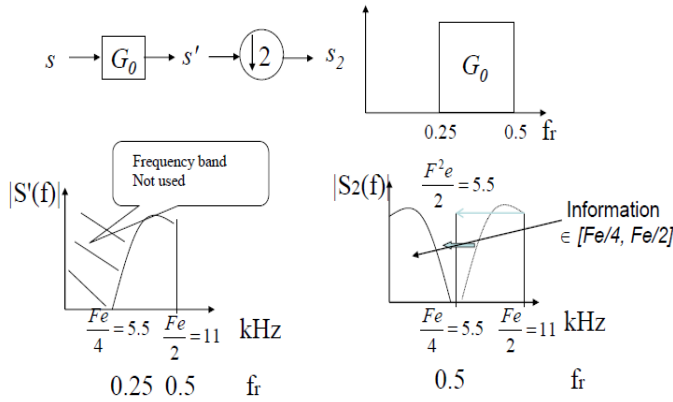 s G₀ s' ↓2 s₂
G₀
0.25 0.5 fr
Frequency band
Not used
|S'(f)|
Fe/4 = 5.5 Fe/2 = 11 kHz
0.25 0.5 fr
|S2(f)|
F²e/2 = 5.5
Information
∈ [Fe/4, Fe/2]
Fe/4 = 5.5 Fe/2 = 11 kHz
0.5 fr